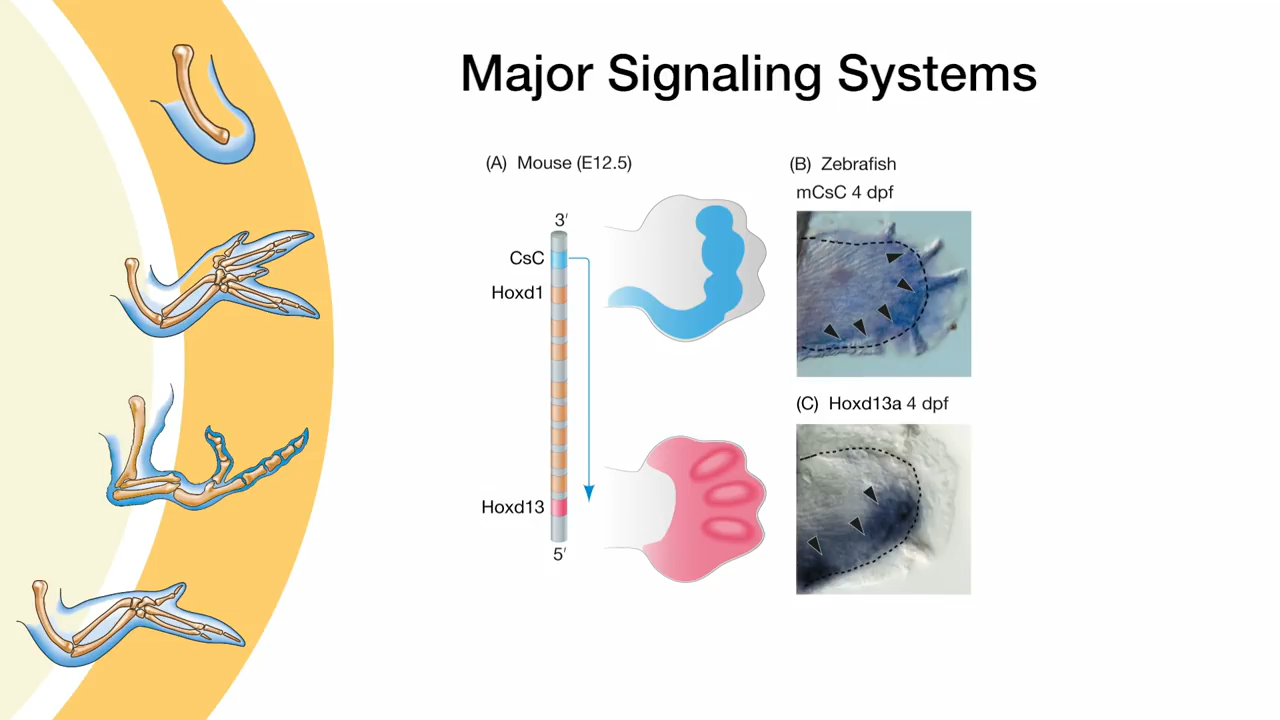 Major Signaling Systems
(A) Mouse (E12.5)
3′
CsC
Hoxd1
Hoxd13
5′
(B) Zebrafish
mCsC 4 dpf
(C) Hoxd13a 4 dpf